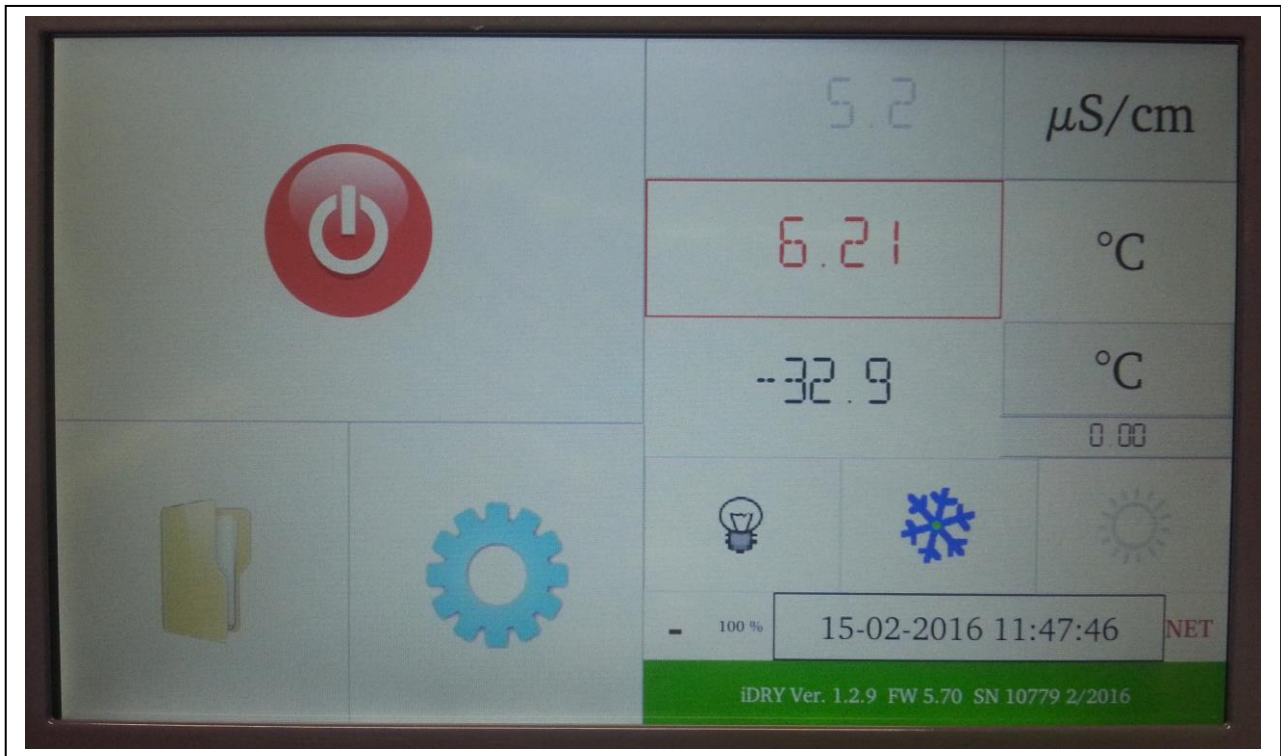 5.2 μS/cm
6.21 °C
-32.9 °C
0.00
- 100 % 15-02-2016 11:47:46 NET
iDRY Ver. 1.2.9 FW 5.70 SN 10779 2/2016